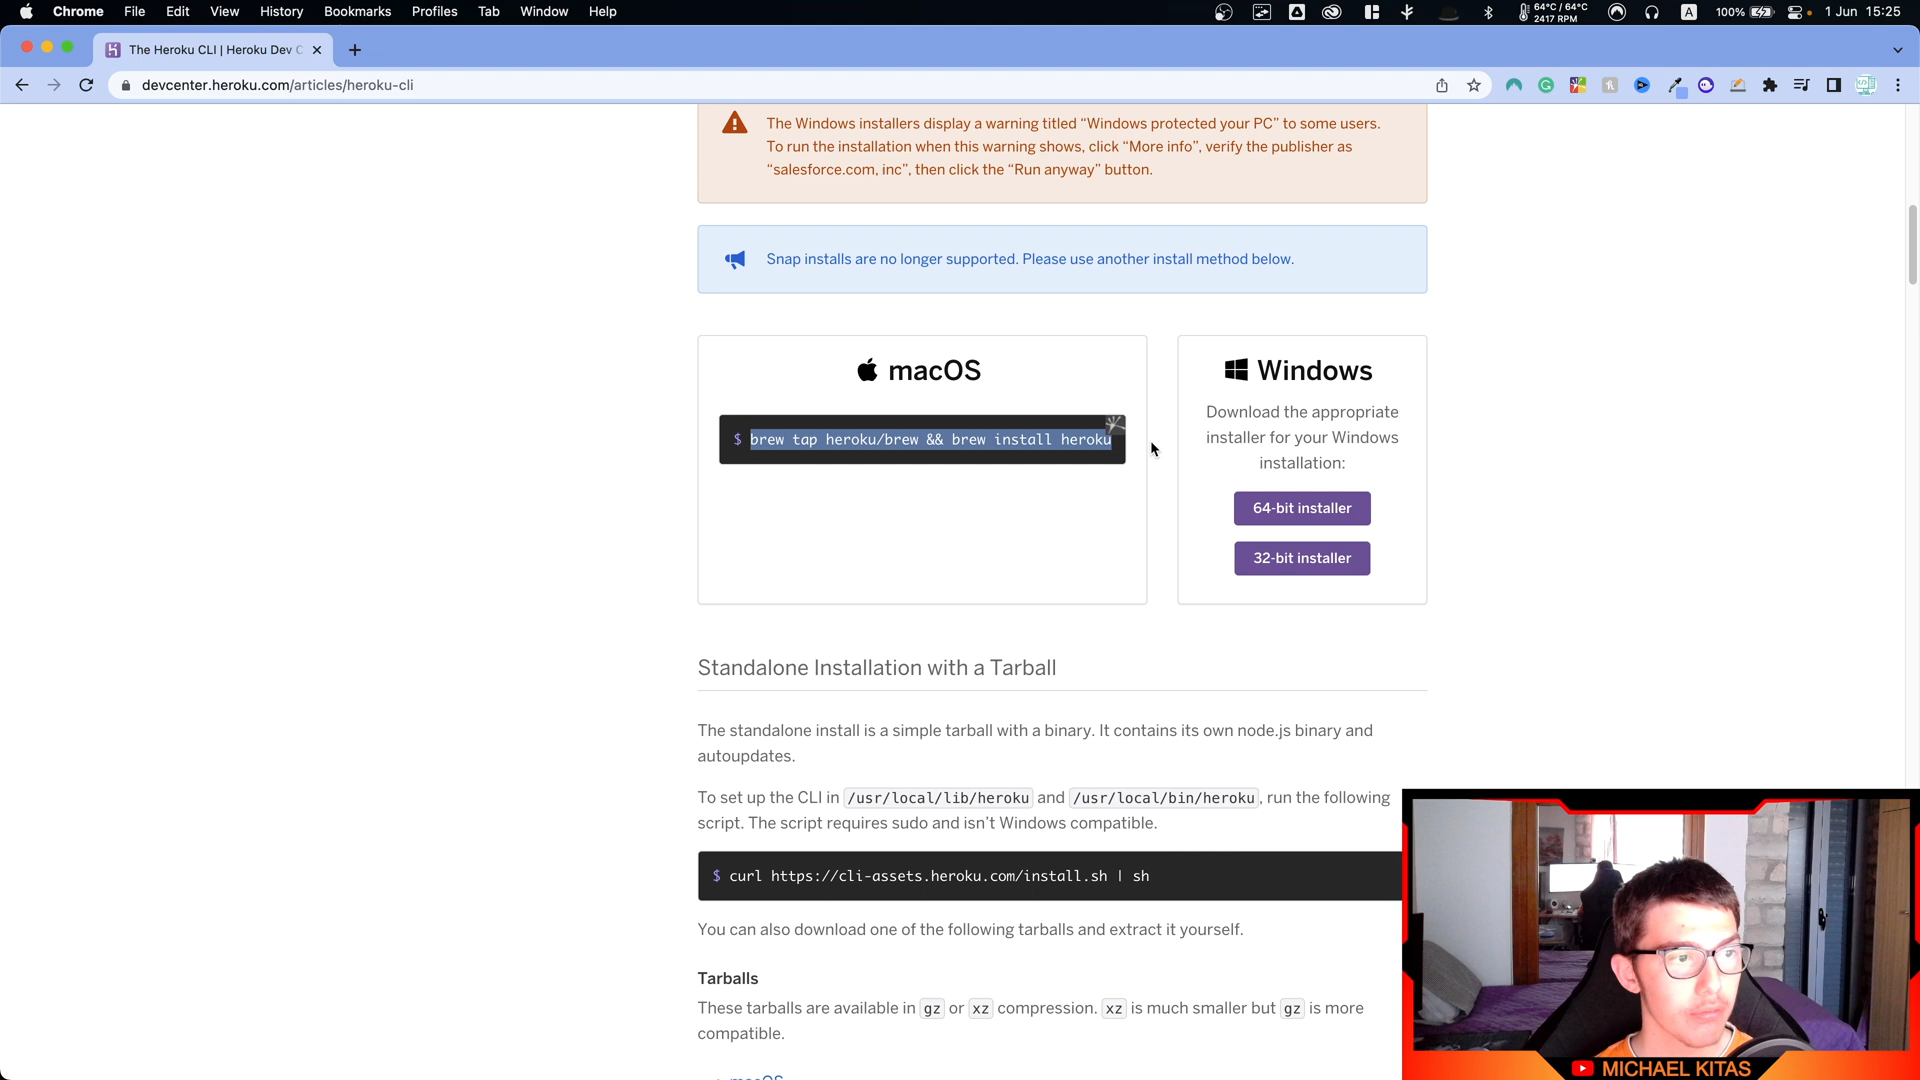 Chrome File Edit View History Bookmarks Profiles Tab Window Help
64°C / 64°C
2417 RPM
A
100%
1 Jun 15:25
The Heroku CLI | Heroku Dev C
devcenter.heroku.com/articles/heroku-cli
The Windows installers display a warning titled “Windows protected your PC” to some users.
To run the installation when this warning shows, click “More info”, verify the publisher as
“salesforce.com, inc”, then click the “Run anyway” button.
Snap installs are no longer supported. Please use another install method below.
macOS
$ brew tap heroku/brew && brew install heroku
Windows
Download the appropriate
installer for your Windows
installation:
64-bit installer
32-bit installer
Standalone Installation with a Tarball
The standalone install is a simple tarball with a binary. It contains its own node.js binary and
autoupdates.
To set up the CLI in /usr/local/lib/heroku and /usr/local/bin/heroku, run the following
script. The script requires sudo and isn’t Windows compatible.
$ curl https://cli-assets.heroku.com/install.sh | sh
You can also download one of the following tarballs and extract it yourself.
Tarballs
These tarballs are available in gz or xz compression. xz is much smaller but gz is more
compatible.
macOS
MICHAEL KITAS